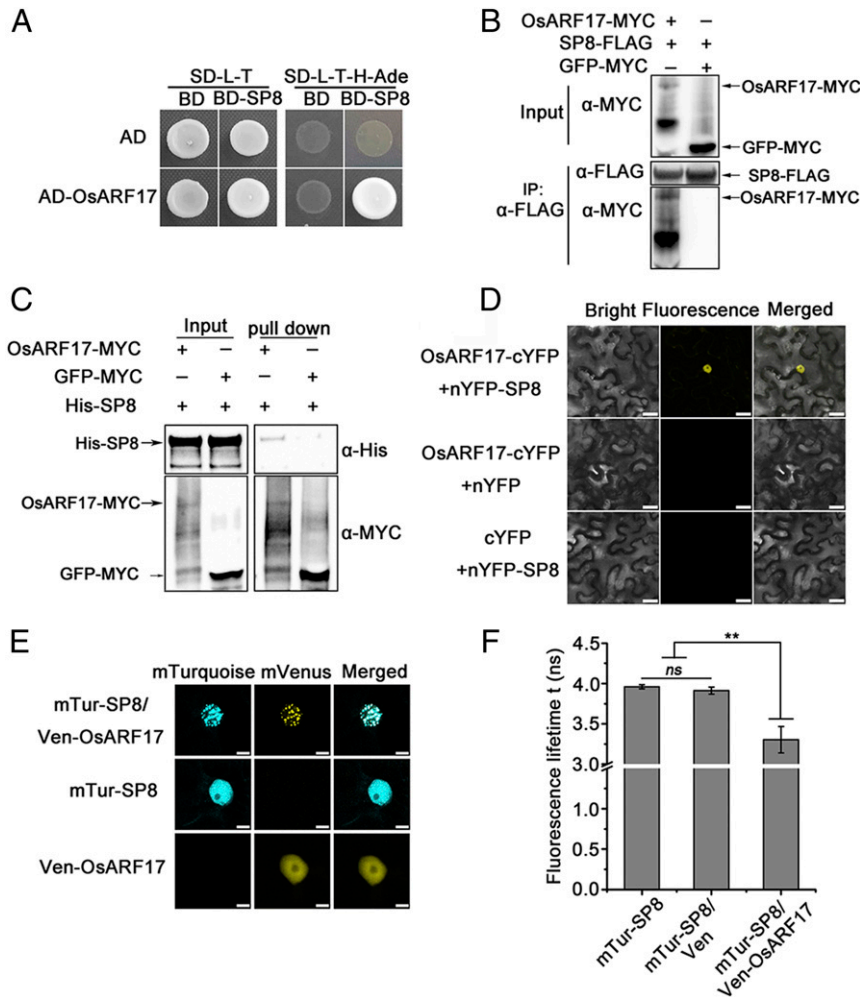 A
SD-L-T SD-L-T-H-Ade
BD BD-SP8 BD BD-SP8
AD
AD-OsARF17
B
OsARF17-MYC + −
SP8-FLAG + +
GFP-MYC − +
Input
α-MYC
OsARF17-MYC
GFP-MYC
IP:
α-FLAG
α-FLAG
SP8-FLAG
α-MYC
OsARF17-MYC
C
Input pull down
OsARF17-MYC + − + −
GFP-MYC − + − +
His-SP8 + + + +
His-SP8
α-His
OsARF17-MYC
α-MYC
GFP-MYC
D
Bright Fluorescence Merged
OsARF17-cYFP
+nYFP-SP8
OsARF17-cYFP
+nYFP
cYFP
+nYFP-SP8
E
mTurquoise mVenus Merged
mTur-SP8/
Ven-OsARF17
mTur-SP8
Ven-OsARF17
F
Fluorescence lifetime t (ns)
4.5
4.0
3.5
3.0
1.0
0.5
0.0
ns
**
mTur-SP8
mTur-SP8/
Ven
mTur-SP8/
Ven-OsARF17